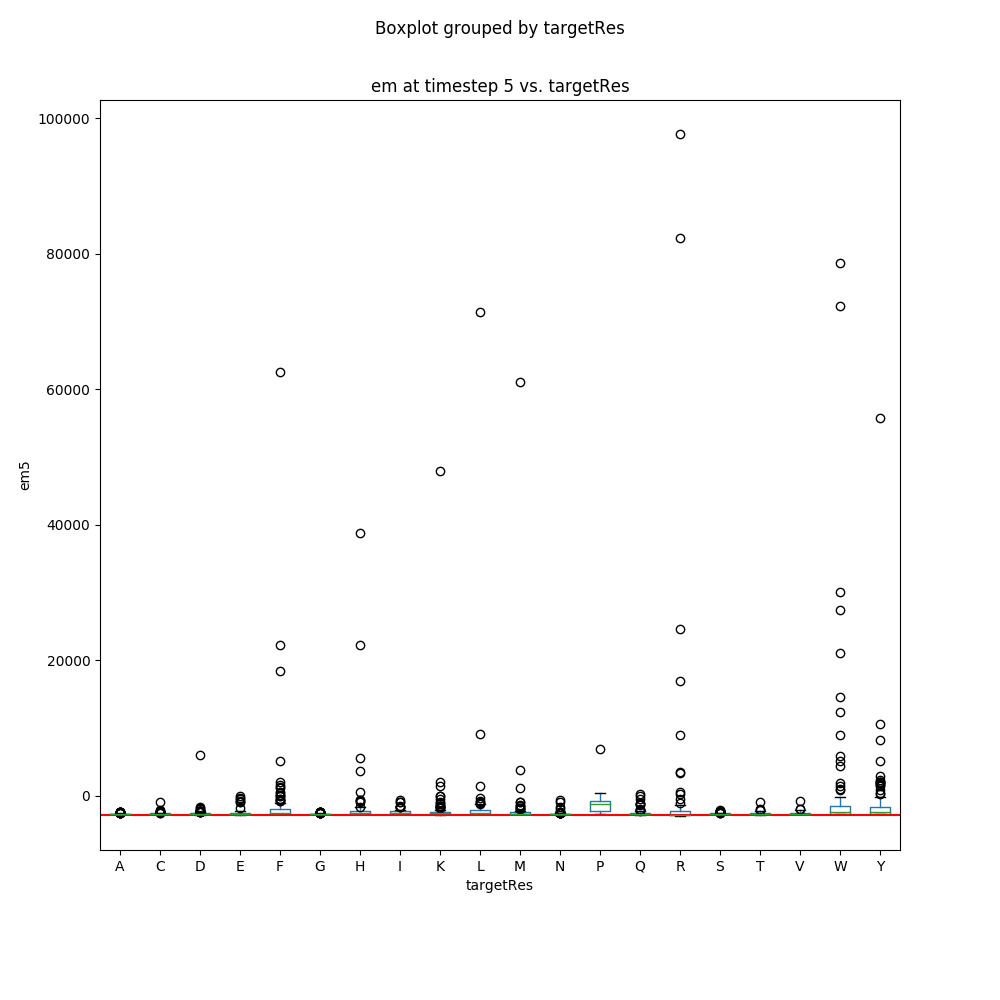 Boxplot grouped by targetRes
em at timestep 5 vs. targetRes
100000
80000
60000
40000
20000
0
em5
A C D E F G H I K L M N P Q R S T V W Y
targetRes